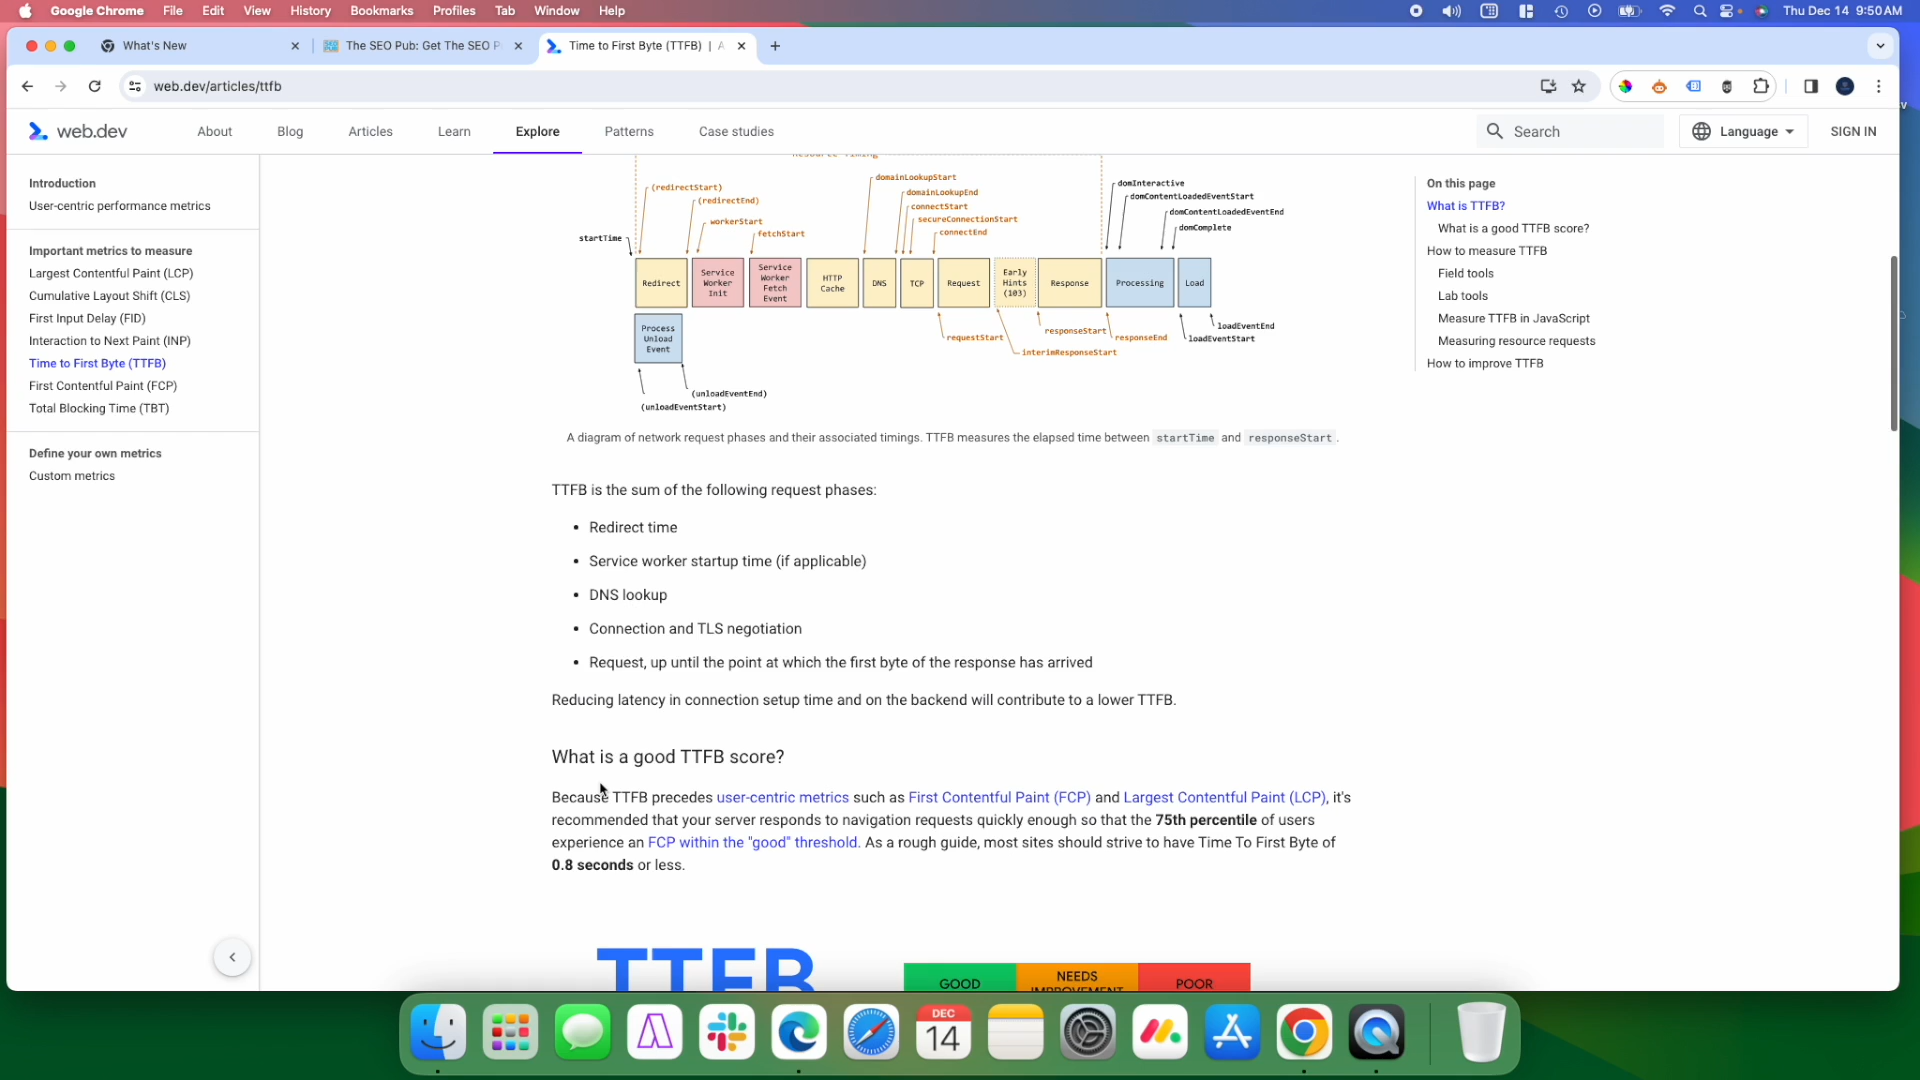 Google Chrome File Edit View History Bookmarks Profiles Tab Window Help Thu Dec 14 9:50 AM
What's New
The SEO Pub: Get The SEO P
Time to First Byte (TTFB) | A
web.dev/articles/ttfb
web.dev
About
Blog
Articles
Learn
Explore
Patterns
Case studies
Search
Language
SIGN IN
Introduction
User-centric performance metrics
Important metrics to measure
Largest Contentful Paint (LCP)
Cumulative Layout Shift (CLS)
First Input Delay (FID)
Interaction to Next Paint (INP)
Time to First Byte (TTFB)
First Contentful Paint (FCP)
Total Blocking Time (TBT)
Define your own metrics
Custom metrics
Resource Timing
(redirectStart)
(redirectEnd)
workerStart
fetchStart
startTime
domainLookupStart
domainLookupEnd
connectStart
secureConnectionStart
connectEnd
domInteractive
domContentLoadedEventStart
domContentLoadedEventEnd
domComplete
Redirect
Service
Worker
Init
Service
Worker
Fetch
Event
HTTP
Cache
DNS
TCP
Request
Early
Hints
(103)
Response
Processing
Load
Process
Unload
Event
requestStart
responseStart
interimResponseStart
responseEnd
loadEventEnd
loadEventStart
(unloadEventEnd)
(unloadEventStart)
A diagram of network request phases and their associated timings. TTFB measures the elapsed time between startTime and responseStart.
TTFB is the sum of the following request phases:
• Redirect time
• Service worker startup time (if applicable)
• DNS lookup
• Connection and TLS negotiation
• Request, up until the point at which the first byte of the response has arrived
Reducing latency in connection setup time and on the backend will contribute to a lower TTFB.
What is a good TTFB score?
Because TTFB precedes user-centric metrics such as First Contentful Paint (FCP) and Largest Contentful Paint (LCP), it's
recommended that your server responds to navigation requests quickly enough so that the 75th percentile of users
experience an FCP within the "good" threshold. As a rough guide, most sites should strive to have Time To First Byte of
0.8 seconds or less.
TTFB
GOOD
NEEDS
IMPROVEMENT
POOR
On this page
What is TTFB?
What is a good TTFB score?
How to measure TTFB
Field tools
Lab tools
Measure TTFB in JavaScript
Measuring resource requests
How to improve TTFB
DEC
14